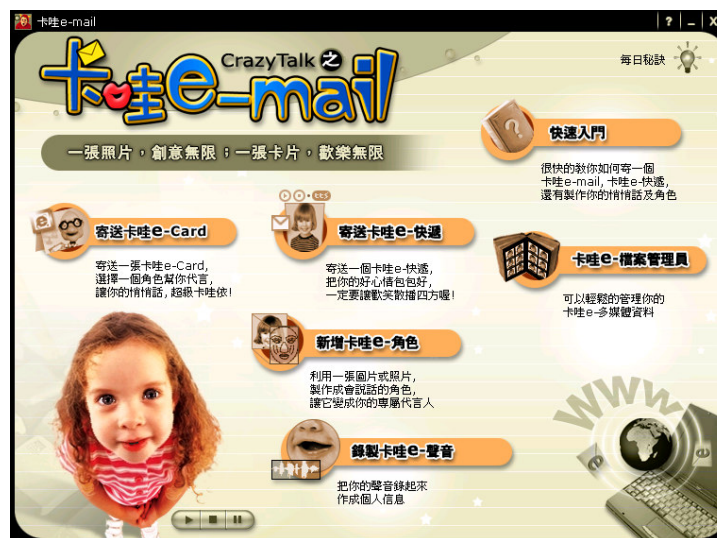 卡哇e-mail
? _ X
CrazyTalk 之
卡哇e-mail
每日秘訣
一張照片，創意無限；一張卡片，歡樂無限
快速入門
很快的教你如何寄一個
卡哇e-mail, 卡哇e-快遞,
還有製作你的悄悄話及角色
寄送卡哇e-Card
寄送一張卡哇e-Card,
選擇一個角色幫你代言,
讓你的悄悄話, 超級卡哇依!
e-cs
寄送卡哇e-快遞
寄送一個卡哇e-快遞,
把你的好心情包包好,
一定要讓歡笑散播四方喔!
卡哇e-檔案管理員
可以輕鬆的管理你的
卡哇e-多媒體資料
新增卡哇e-角色
利用一張圖片或照片,
製作成會說話的角色,
讓它變成你的專屬代言人
WWW
e
e
錄製卡哇e-聲音
把你的聲音錄起來
作成個人信息